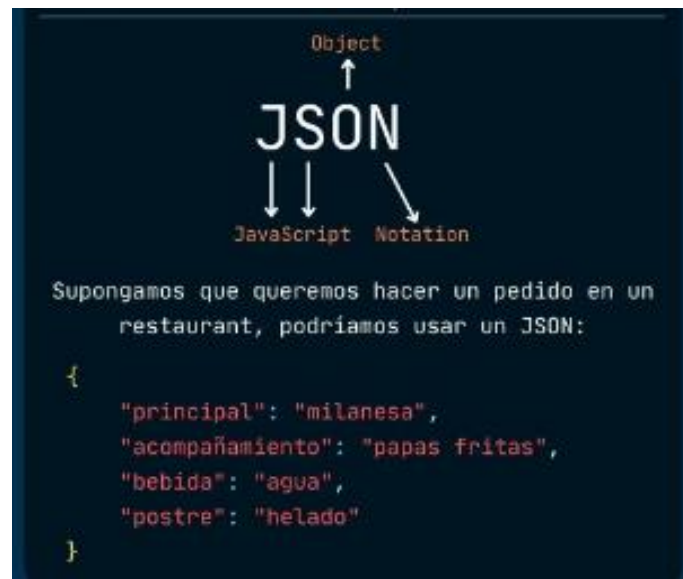 Object
JSON
JavaScript Notation
Supongamos que queremos hacer un pedido en un
restaurant, podríamos usar un JSON:
{
"principal": "milanesa",
"acompañamiento": "papas fritas",
"bebida": "agua",
"postre": "helado"
}